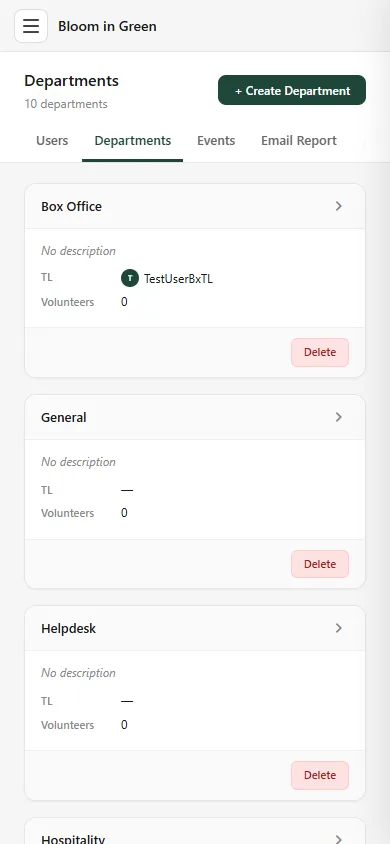 Bloom in Green
Departments
10 departments
+ Create Department
Users Departments Events Email Report
Box Office
No description
TL T TestUserBxTL
Volunteers 0
Delete
General
No description
TL —
Volunteers 0
Delete
Helpdesk
No description
TL —
Volunteers 0
Delete
Hospitality